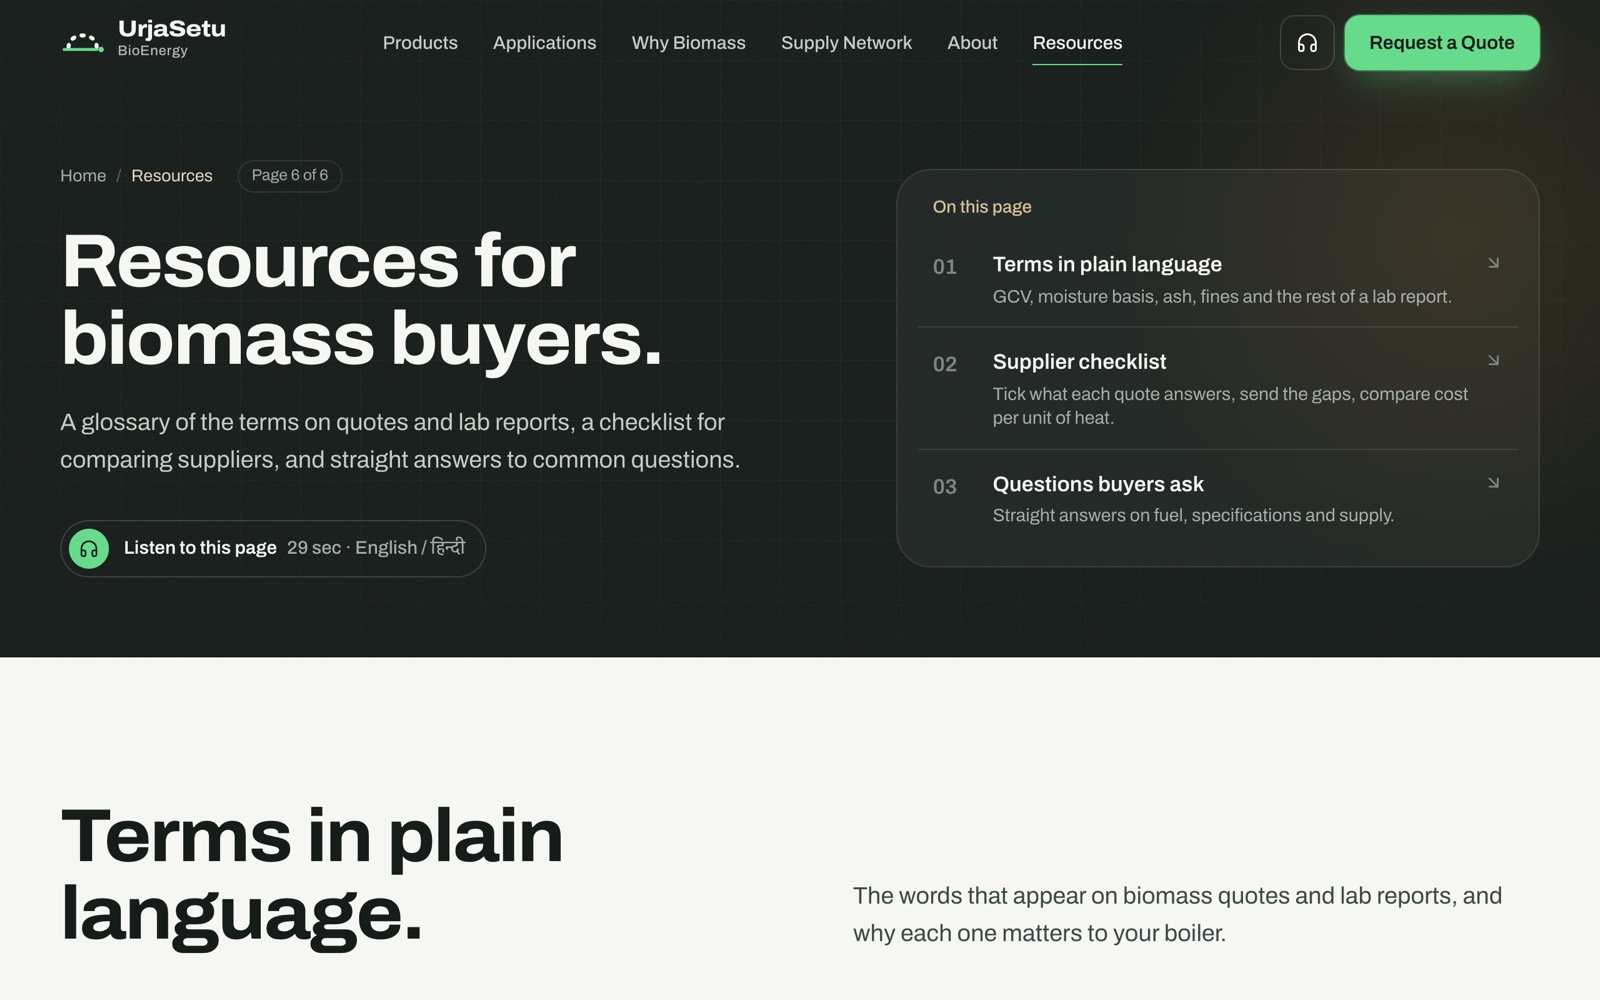 UrjaSetu
BioEnergy
Products
Applications
Why Biomass
Supply Network
About
Resources
Request a Quote
Home / Resources
Page 6 of 6
Resources for
biomass buyers.
A glossary of the terms on quotes and lab reports, a checklist for
comparing suppliers, and straight answers to common questions.
Listen to this page 29 sec · English / हिन्दी
On this page
01
Terms in plain language
GCV, moisture basis, ash, fines and the rest of a lab report.
02
Supplier checklist
Tick what each quote answers, send the gaps, compare cost
per unit of heat.
03
Questions buyers ask
Straight answers on fuel, specifications and supply.
Terms in plain
language.
The words that appear on biomass quotes and lab reports, and
why each one matters to your boiler.